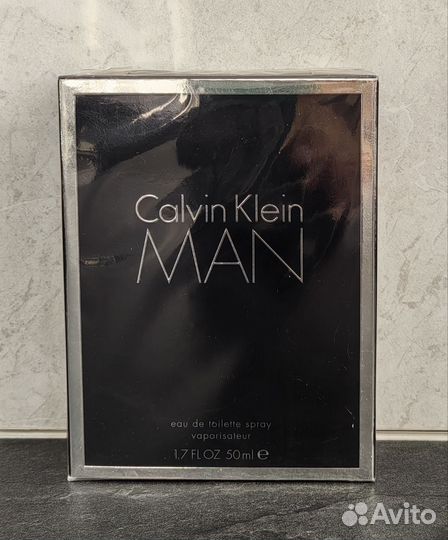 Calvin Klein
MAN
eau de toilette spray
vaporisateur
1.7 FL OZ 50 ml ℮
Avito